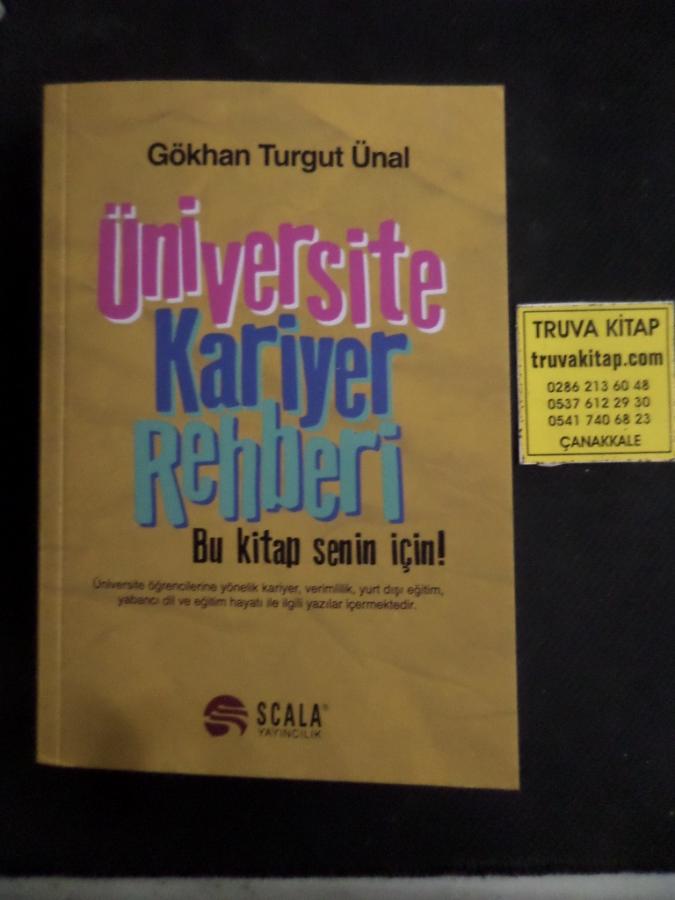 Gökhan Turgut Ünal
Üniversite
Kariyer
Rehberi
Bu kitap senin için!
Üniversite öğrencilerine yönelik kariyer, verimlilik, yurt dışı eğitim,
yabancı dil ve eğitim hayatı ile ilgili yazılar içermektedir.
SCALA®
YAYINCILIK
TRUVA KİTAP
truvakitap.com
0286 213 60 48
0537 612 29 30
0541 740 68 23
ÇANAKKALE